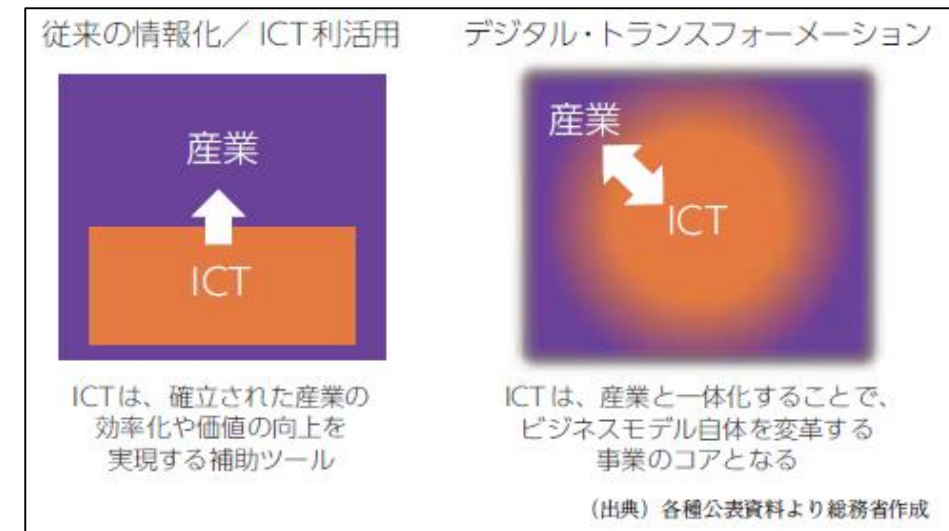 従来の情報化／ICT利活用
産業
ICT
ICTは、確立された産業の
効率化や価値の向上を
実現する補助ツール
デジタル・トランスフォーメーション
産業
ICT
ICTは、産業と一体化することで、
ビジネスモデル自体を変革する
事業のコアとなる
（出典）各種公表資料より総務省作成